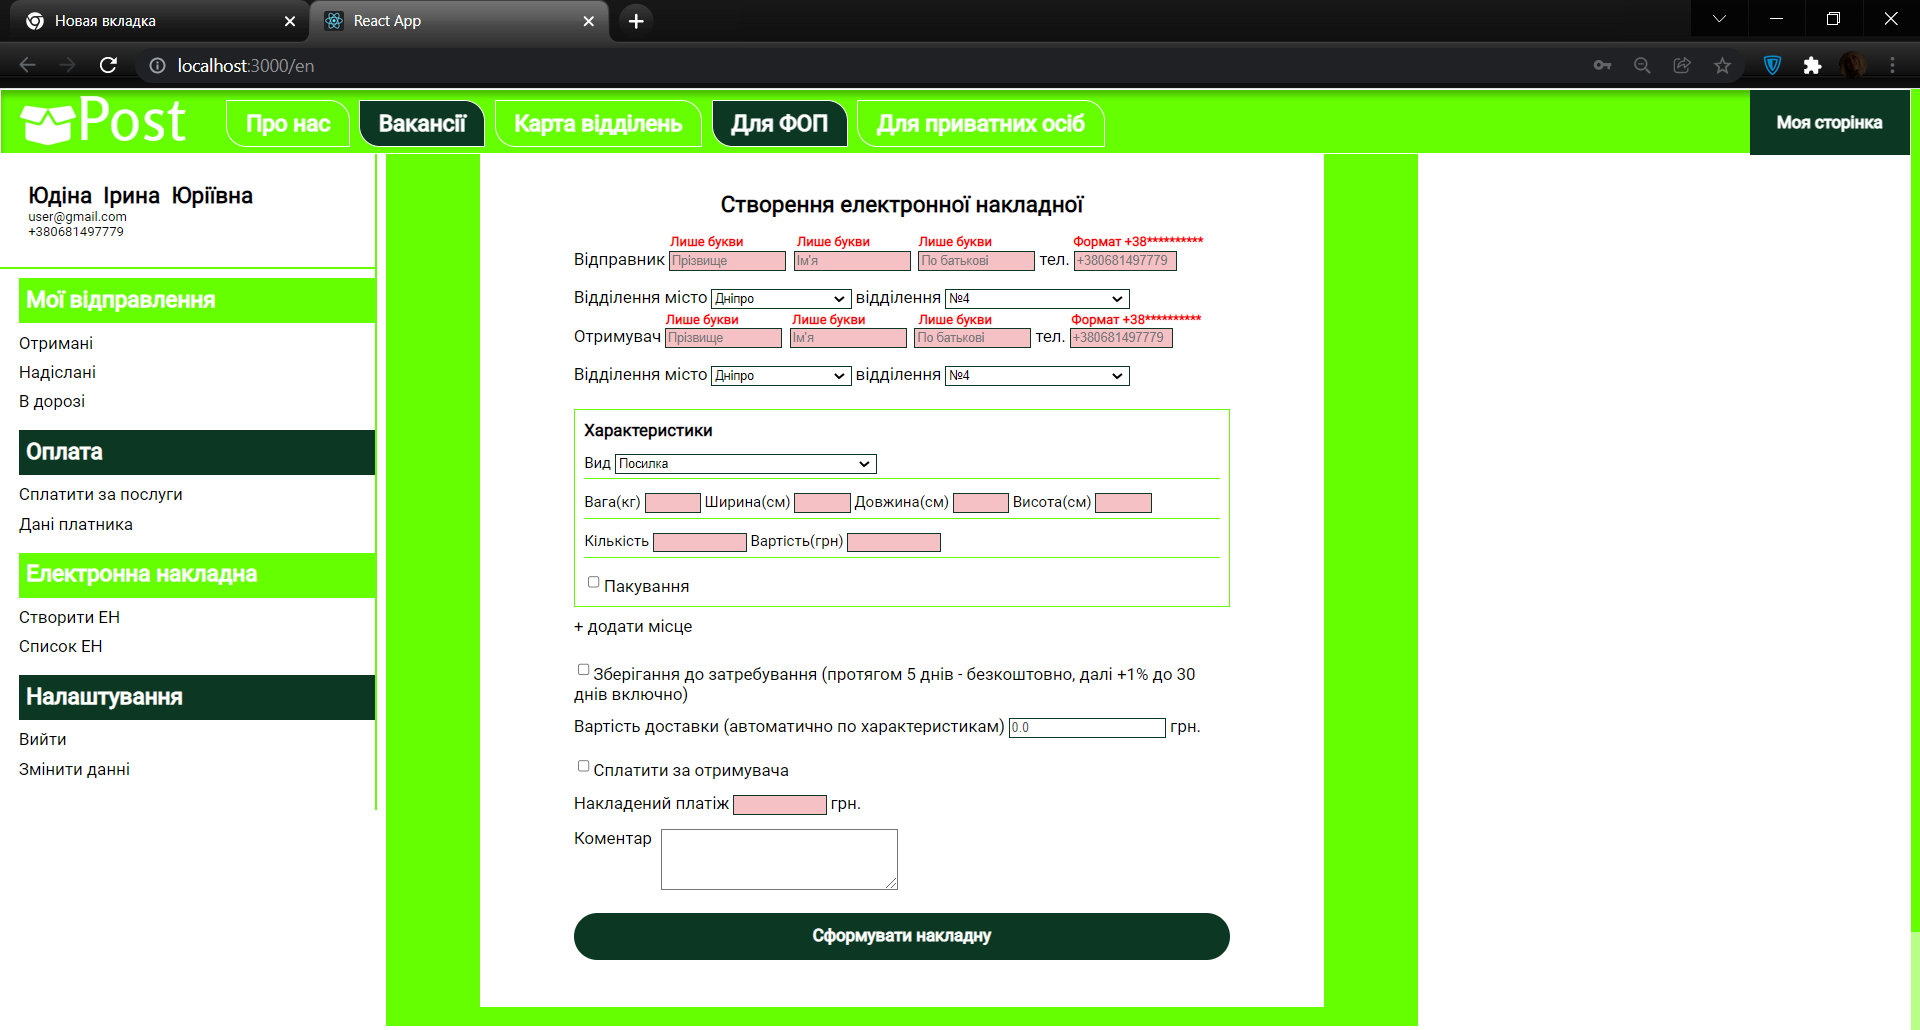 Новая вкладка
React App
localhost:3000/en
Post
Про нас
Вакансії
Карта відділень
Для ФОП
Для приватних осіб
Моя сторінка
Юдіна Ірина Юріївна
user@gmail.com
+380681497779
Мої відправлення
Отримані
Надіслані
В дорозі
Оплата
Сплатити за послуги
Дані платника
Електронна накладна
Створити ЕН
Список ЕН
Налаштування
Вийти
Змінити данні
Створення електронної накладної
Лише букви Лише букви Лише букви Формат +38**********
Відправник Прізвище Ім'я По батькові тел. +380681497779
Відділення місто Дніпро відділення №4
Лише букви Лише букви Лише букви Формат +38**********
Отримувач Прізвище Ім'я По батькові тел. +380681497779
Відділення місто Дніпро відділення №4
Характеристики
Вид Посилка
Вага(кг) Ширина(см) Довжина(см) Висота(см)
Кількість Вартість(грн)
Пакування
+ додати місце
Зберігання до затребування (протягом 5 днів - безкоштовно, далі +1% до 30
днів включно)
Вартість доставки (автоматично по характеристикам) 0.0 грн.
Сплатити за отримувача
Накладений платіж грн.
Коментар
Сформувати накладну